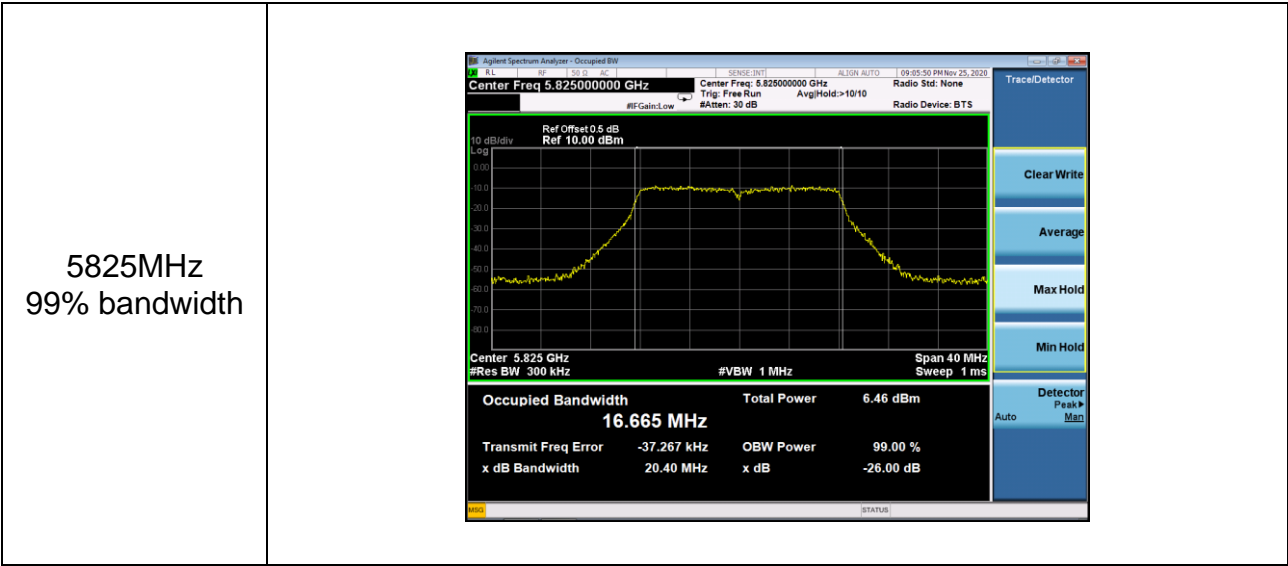 5825MHz
99% bandwidth
Agilent Spectrum Analyzer - Occupied BW
RL RF 50 Ω AC SENSE:INT ALIGN AUTO 09:05:50 PM Nov 25, 2020
Center Freq 5.825000000 GHz Center Freq: 5.825000000 GHz Radio Std: None
Trig: Free Run Avg|Hold:>10/10
#IFGain:Low #Atten: 30 dB Radio Device: BTS
Trace/Detector
Ref Offset 0.5 dB
10 dB/div Ref 10.00 dBm
Log
0.00
-10.0
-20.0
-30.0
-40.0
-50.0
-60.0
-70.0
-80.0
Clear Write
Average
Max Hold
Min Hold
Center 5.825 GHz Span 40 MHz
#Res BW 300 kHz #VBW 1 MHz Sweep 1 ms
Detector
Peak▶
Auto Man
Occupied Bandwidth Total Power 6.46 dBm
16.665 MHz
Transmit Freq Error -37.267 kHz OBW Power 99.00 %
x dB Bandwidth 20.40 MHz x dB -26.00 dB
MSG STATUS